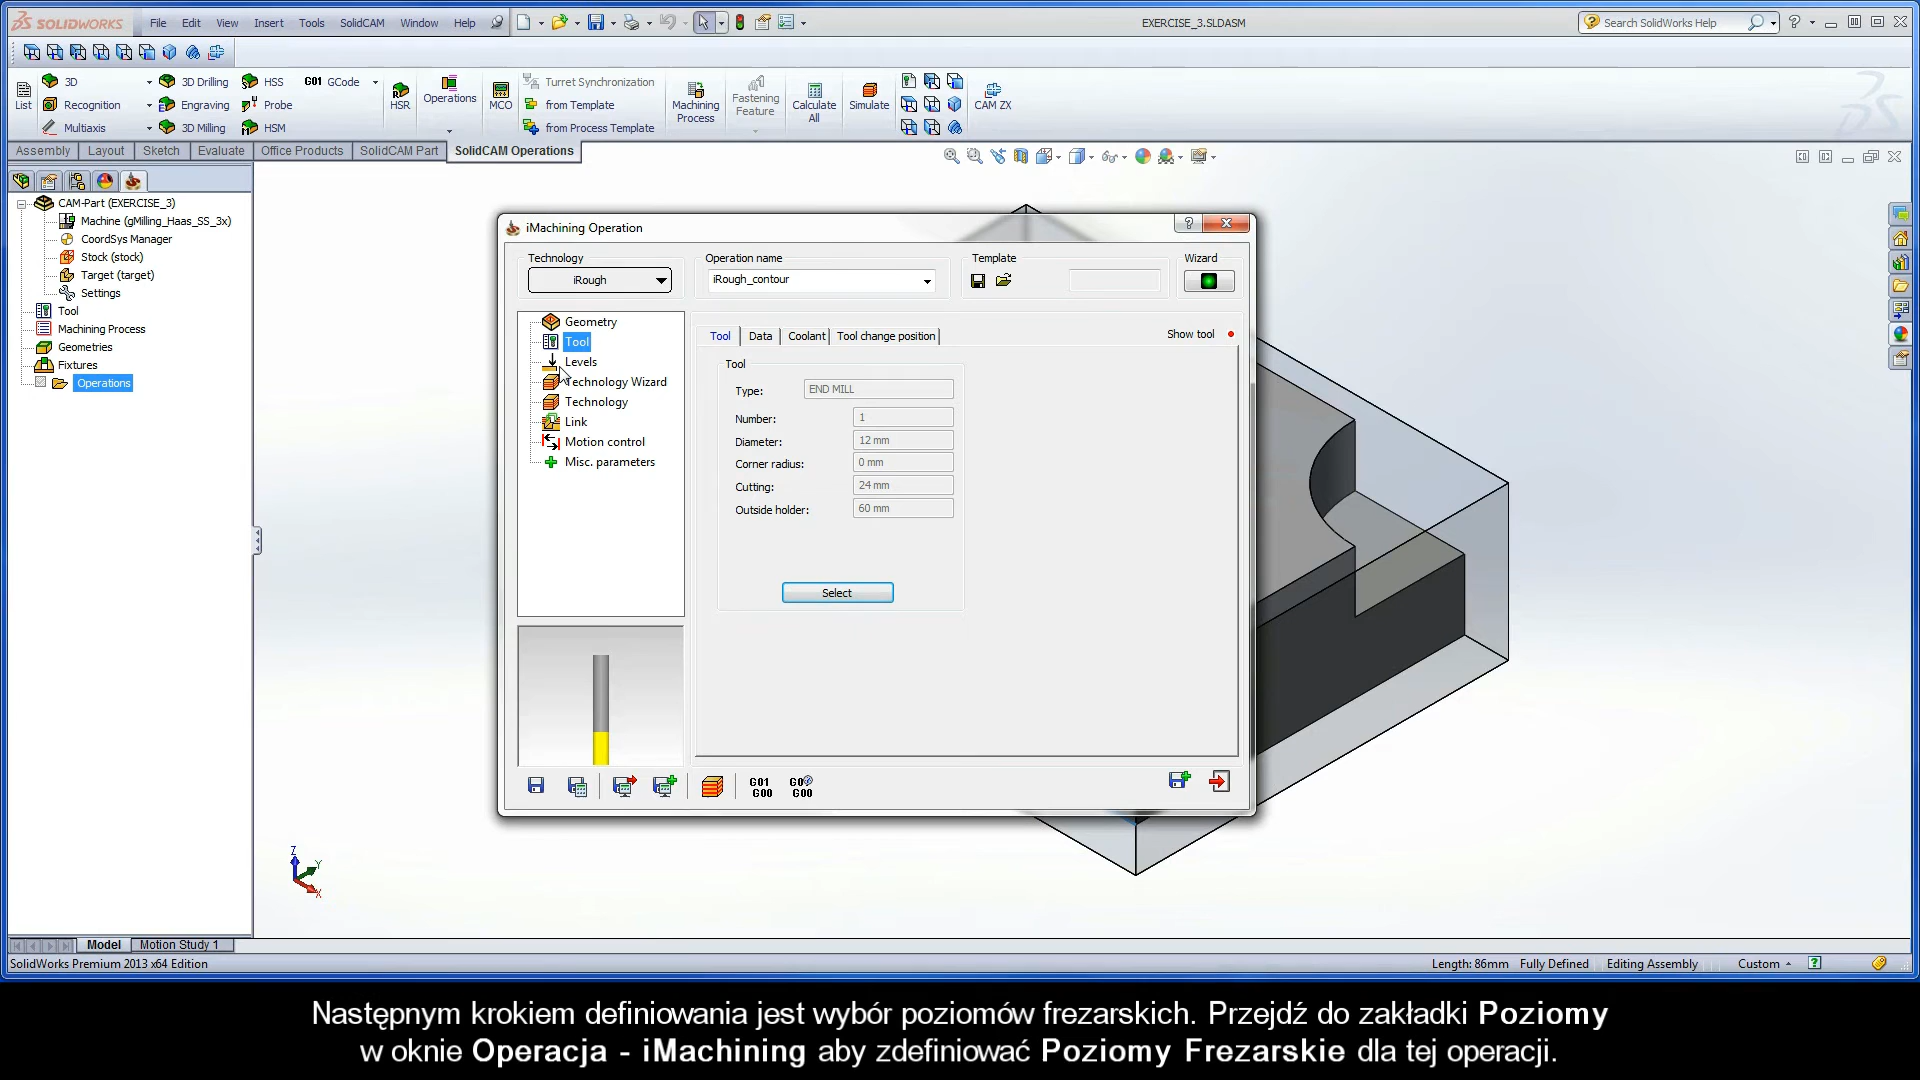 SOLIDWORKS File Edit View Insert Tools SolidCAM Window Help EXERCISE_3.SLDASM Search SolidWorks Help
3D 3D Drilling HSS G01 GCode Turret Synchronization
List Recognition Engraving Probe HSR Operations MCO from Template Machining Process Fastening Feature Calculate All Simulate CAM ZX
Multiaxis 3D Milling HSM from Process Template
Assembly Layout Sketch Evaluate Office Products SolidCAM Part SolidCAM Operations
CAM-Part (EXERCISE_3)
Machine (gMilling_Haas_SS_3x)
CoordSys Manager
Stock (stock)
Target (target)
Settings
Tool
Machining Process
Geometries
Fixtures
Operations
iMachining Operation
Technology Operation name Template Wizard
iRough iRough_contour
Geometry
Tool
Levels
Technology Wizard
Technology
Link
Motion control
Misc. parameters
Tool Data Coolant Tool change position Show tool
Tool
Type: END MILL
Number: 1
Diameter: 12 mm
Corner radius: 0 mm
Cutting: 24 mm
Outside holder: 60 mm
Select
G01 G00
G00
Z Y X
Model Motion Study 1
SolidWorks Premium 2013 x64 Edition Length: 86mm Fully Defined Editing Assembly Custom
Następnym krokiem definiowania jest wybór poziomów frezarskich. Przejdź do zakładki Poziomy
w oknie Operacja - iMachining aby zdefiniować Poziomy Frezarskie dla tej operacji.